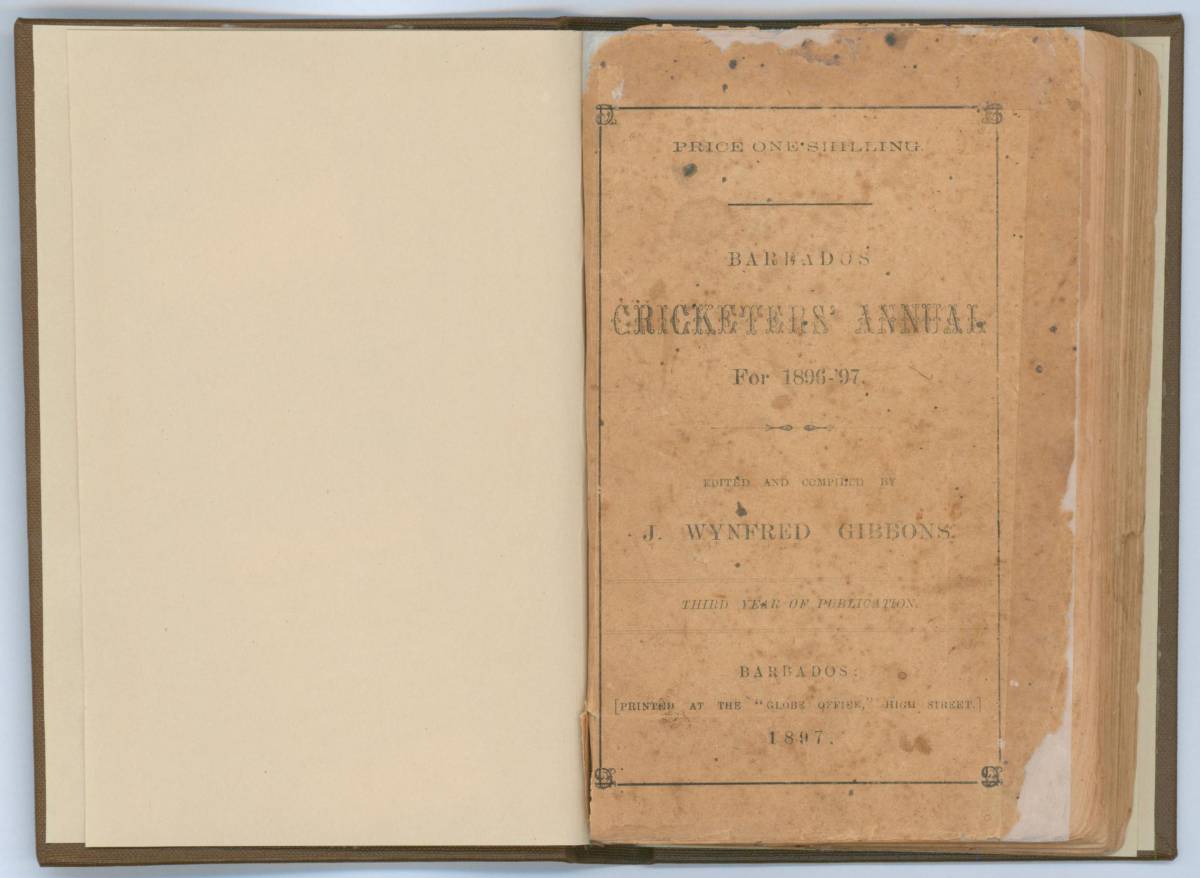 PRICE ONE SHILLING.
BARBADOS
CRICKETERS' ANNUAL
For 1896-'97.
EDITED AND COMPILED BY
J. WYNFRED GIBBONS.
THIRD YEAR OF PUBLICATION.
BARBADOS:
[PRINTED AT THE "GLOBE OFFICE," HIGH STREET.]
1897.